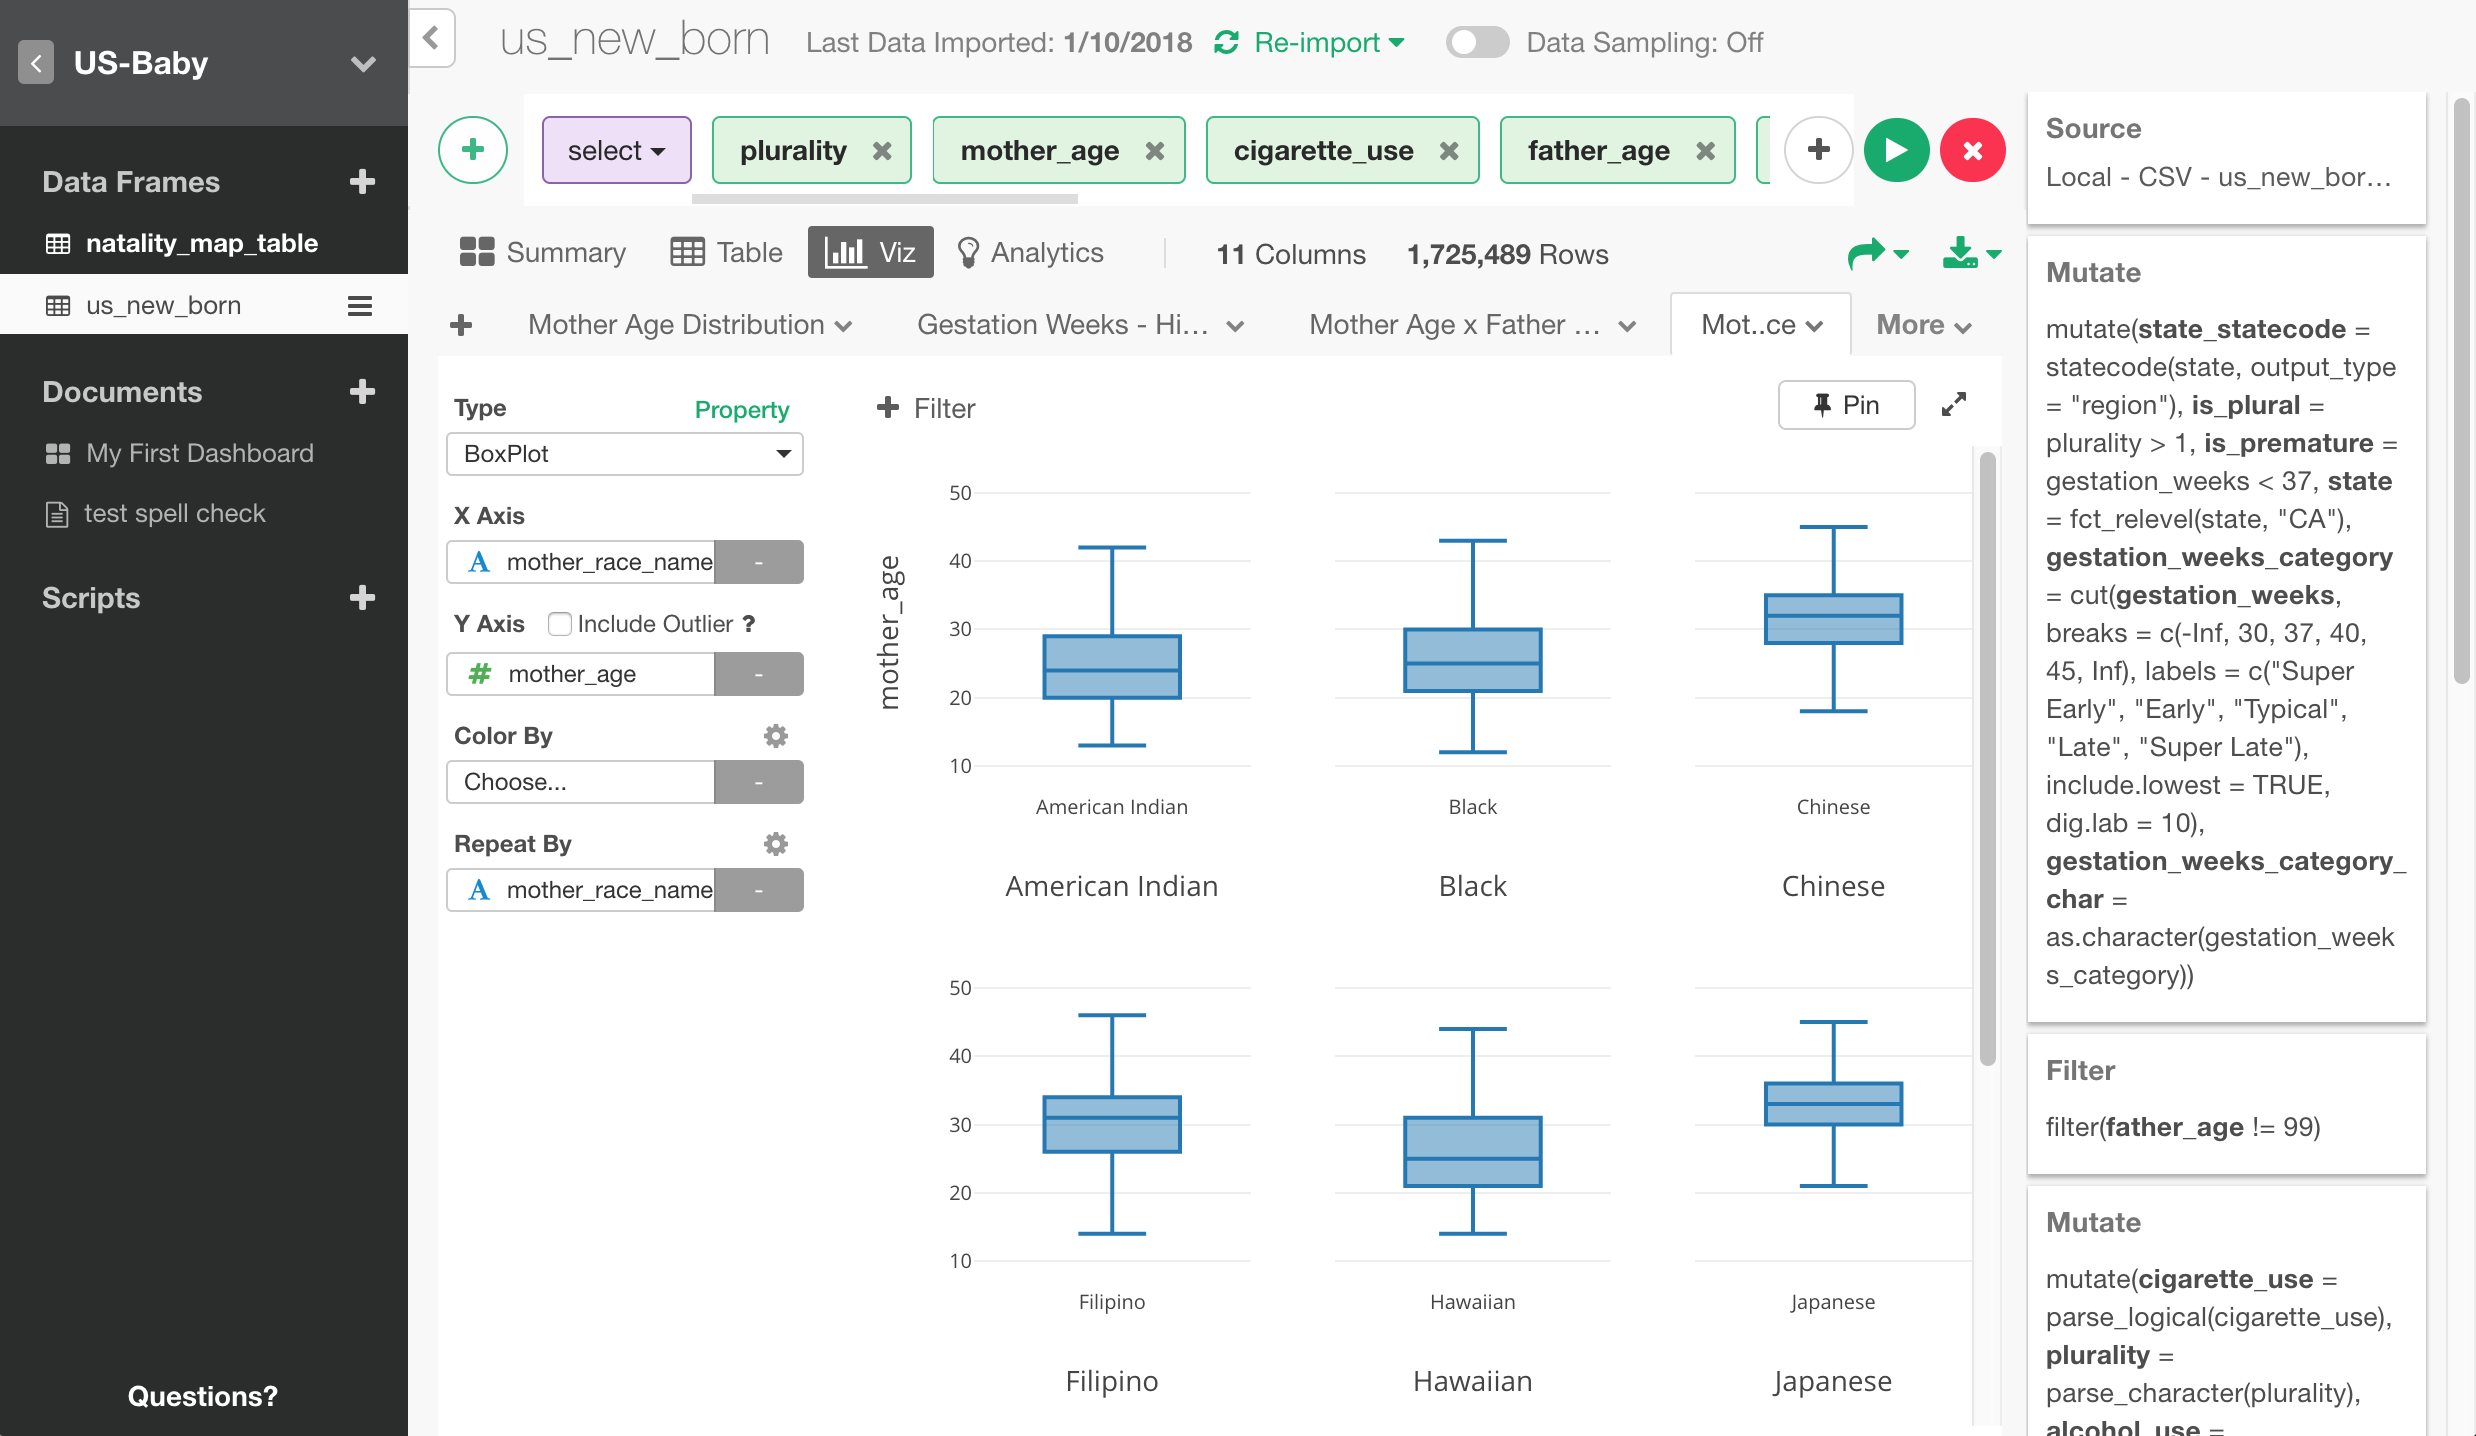 US-Baby
Data Frames
natality_map_table
us_new_born
Documents
My First Dashboard
test spell check
Scripts
Questions?
us_new_born Last Data Imported: 1/10/2018 Re-import Data Sampling: Off
select plurality mother_age cigarette_use father_age
Summary Table Viz Analytics 11 Columns 1,725,489 Rows
Mother Age Distribution Gestation Weeks - Hi... Mother Age x Father ... Mot..ce More
Type Property
BoxPlot
X Axis
A mother_race_name -
Y Axis Include Outlier ?
# mother_age -
Color By
Choose... -
Repeat By
A mother_race_name -
Filter
Pin
mother_age
50
40
30
20
10
American Indian Black Chinese
American Indian Black Chinese
50
40
30
20
10
Filipino Hawaiian Japanese
Filipino Hawaiian Japanese
Source
Local - CSV - us_new_bor...
Mutate
mutate(state_statecode =
statecode(state, output_type
= "region"), is_plural =
plurality > 1, is_premature =
gestation_weeks < 37, state
= fct_relevel(state, "CA"),
gestation_weeks_category
= cut(gestation_weeks,
breaks = c(-Inf, 30, 37, 40,
45, Inf), labels = c("Super
Early", "Early", "Typical",
"Late", "Super Late"),
include.lowest = TRUE,
dig.lab = 10),
gestation_weeks_category_
char =
as.character(gestation_week
s_category))
Filter
filter(father_age != 99)
Mutate
mutate(cigarette_use =
parse_logical(cigarette_use),
plurality =
parse_character(plurality),
alcohol_use =